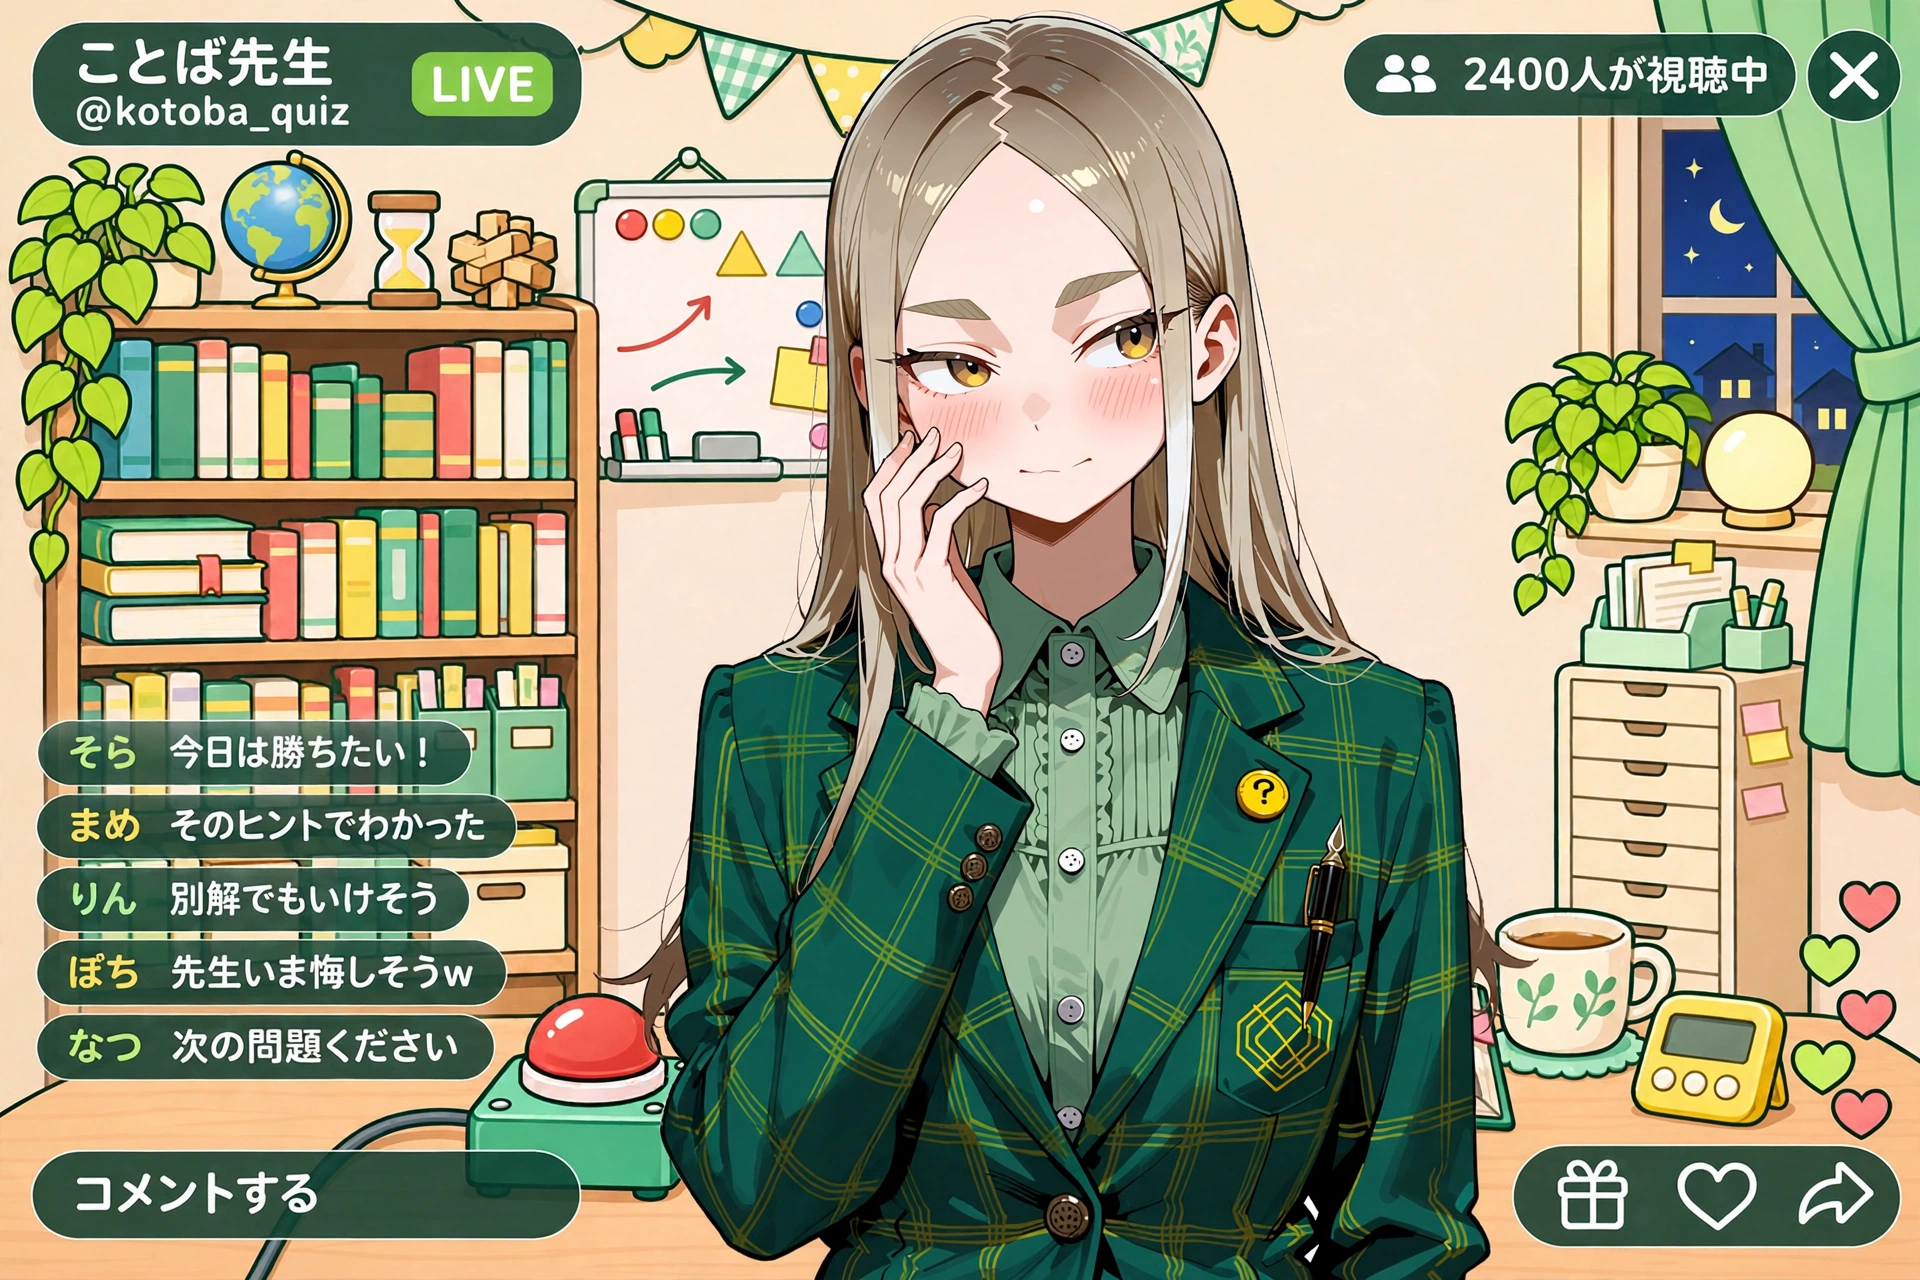 ことば先生
LIVE
@kotoba_quiz
2400人が視聴中
?
そら 今日は勝ちたい！
まめ そのヒントでわかった
りん 別解でもいけそう
ぽち 先生いま悔しそうw
なつ 次の問題ください
コメントする